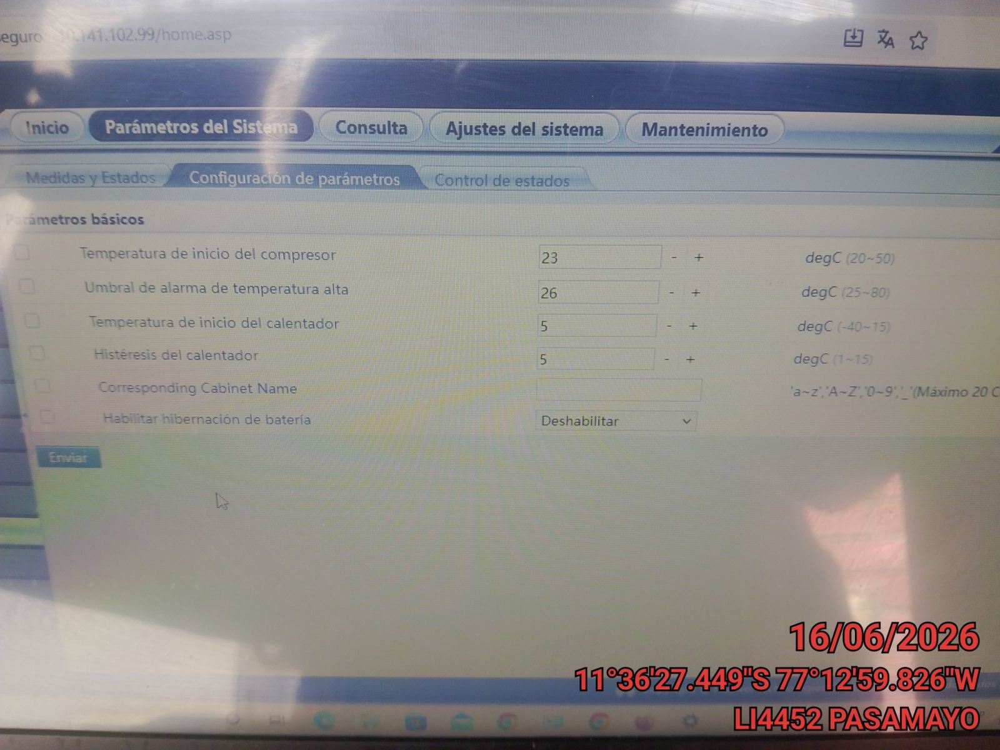 eguro .141.102.99/home.asp
Inicio Parámetros del Sistema Consulta Ajustes del sistema Mantenimiento
Medidas y Estados Configuración de parámetros Control de estados
Parámetros básicos
Temperatura de inicio del compresor 23 - + degC (20~50)
Umbral de alarma de temperatura alta 26 - + degC (25~80)
Temperatura de inicio del calentador 5 - + degC (-40~15)
Histéresis del calentador 5 - + degC (1~15)
Corresponding Cabinet Name 'a~z','A~Z','0~9','_'(Máximo 20 C
Habilitar hibernación de batería Deshabilitar
Enviar
16/06/2026
11°36'27.449"S 77°12'59.826"W
LI4452 PASAMAYO